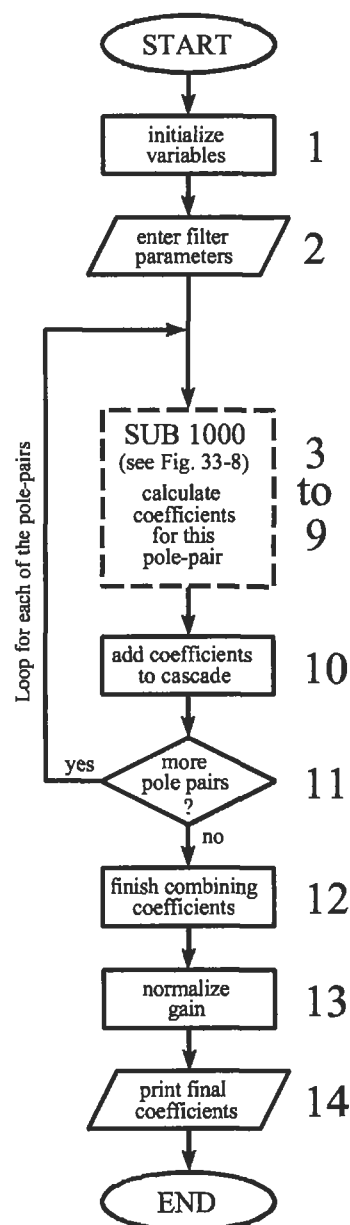 START
initialize
variables
1
enter filter
parameters
2
Loop for each of the pole-pairs
SUB 1000
(see Fig. 33-8)
calculate
coefficients
for this
pole-pair
3
to
9
add coefficients
to cascade
10
yes
more
pole pairs
?
11
no
finish combining
coefficients
12
normalize
gain
13
print final
coefficients
14
END